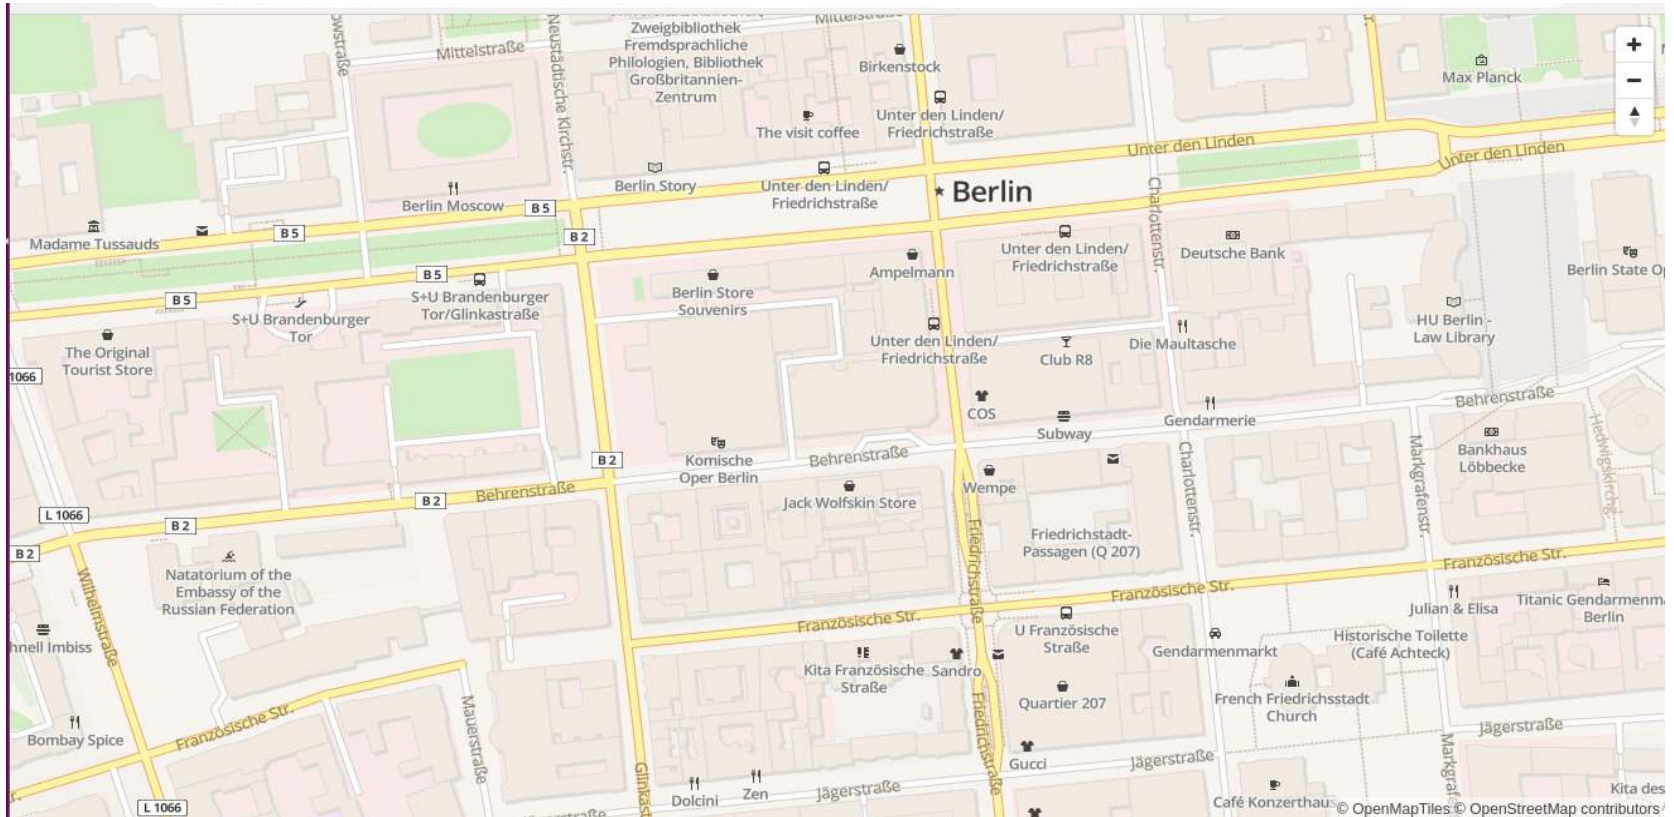 Mittelstraße
Mittelstraße
Neustädtische Kirchstr.
Zweigbibliothek
Fremdsprachliche
Philologien, Bibliothek
Großbritannien-
Zentrum
Birkenstock
Max Planck
The visit coffee
Unter den Linden/
Friedrichstraße
Unter den Linden
Unter den Linden
Berlin Story
Unter den Linden/
Friedrichstraße
Berlin
Berlin Moscow
B 5
B 5
B 2
Madame Tussauds
Charlottenstr.
Unter den Linden/
Friedrichstraße
Deutsche Bank
Berlin State Op
Ampelmann
B 5
B 5
S+U Brandenburger
Tor/Glinkastraße
Berlin Store
Souvenirs
S+U Brandenburger
Tor
HU Berlin -
Law Library
The Original
Tourist Store
Unter den Linden/
Friedrichstraße
Club R8
Die Maultasche
1066
COS
Subway
Gendarmerie
Behrenstraße
Komische
Oper Berlin
Behrenstraße
B 2
Bankhaus
Löbbecke
Hedwigskirchg.
Charlottenstr.
Markgrafenstr.
Wempe
Behrenstraße
B 2
Jack Wolfskin Store
L 1066
B 2
B 2
Friedrichstraße
Friedrichstadt-
Passagen (Q 207)
Französische Str.
Natatorium of the
Embassy of the
Russian Federation
Wilhelmstraße
Französische Str.
Französische Str.
Julian & Elisa
Titanic Gendarmenma
Berlin
hnell Imbiss
U Französische
Straße
Gendarmenmarkt
Historische Toilette
(Café Achteck)
Kita Französische
Straße
Sandro
Quartier 207
French Friedrichsstadt
Church
Französische Str.
Mauerstraße
Bombay Spice
Friedrichstraße
Gucci
Jägerstraße
Jägerstraße
Markgrafe
Glinkast
Dolcini
Zen
Jägerstraße
L 1066
Café Konzerthaus
Kita des
© OpenMapTiles © OpenStreetMap contributors